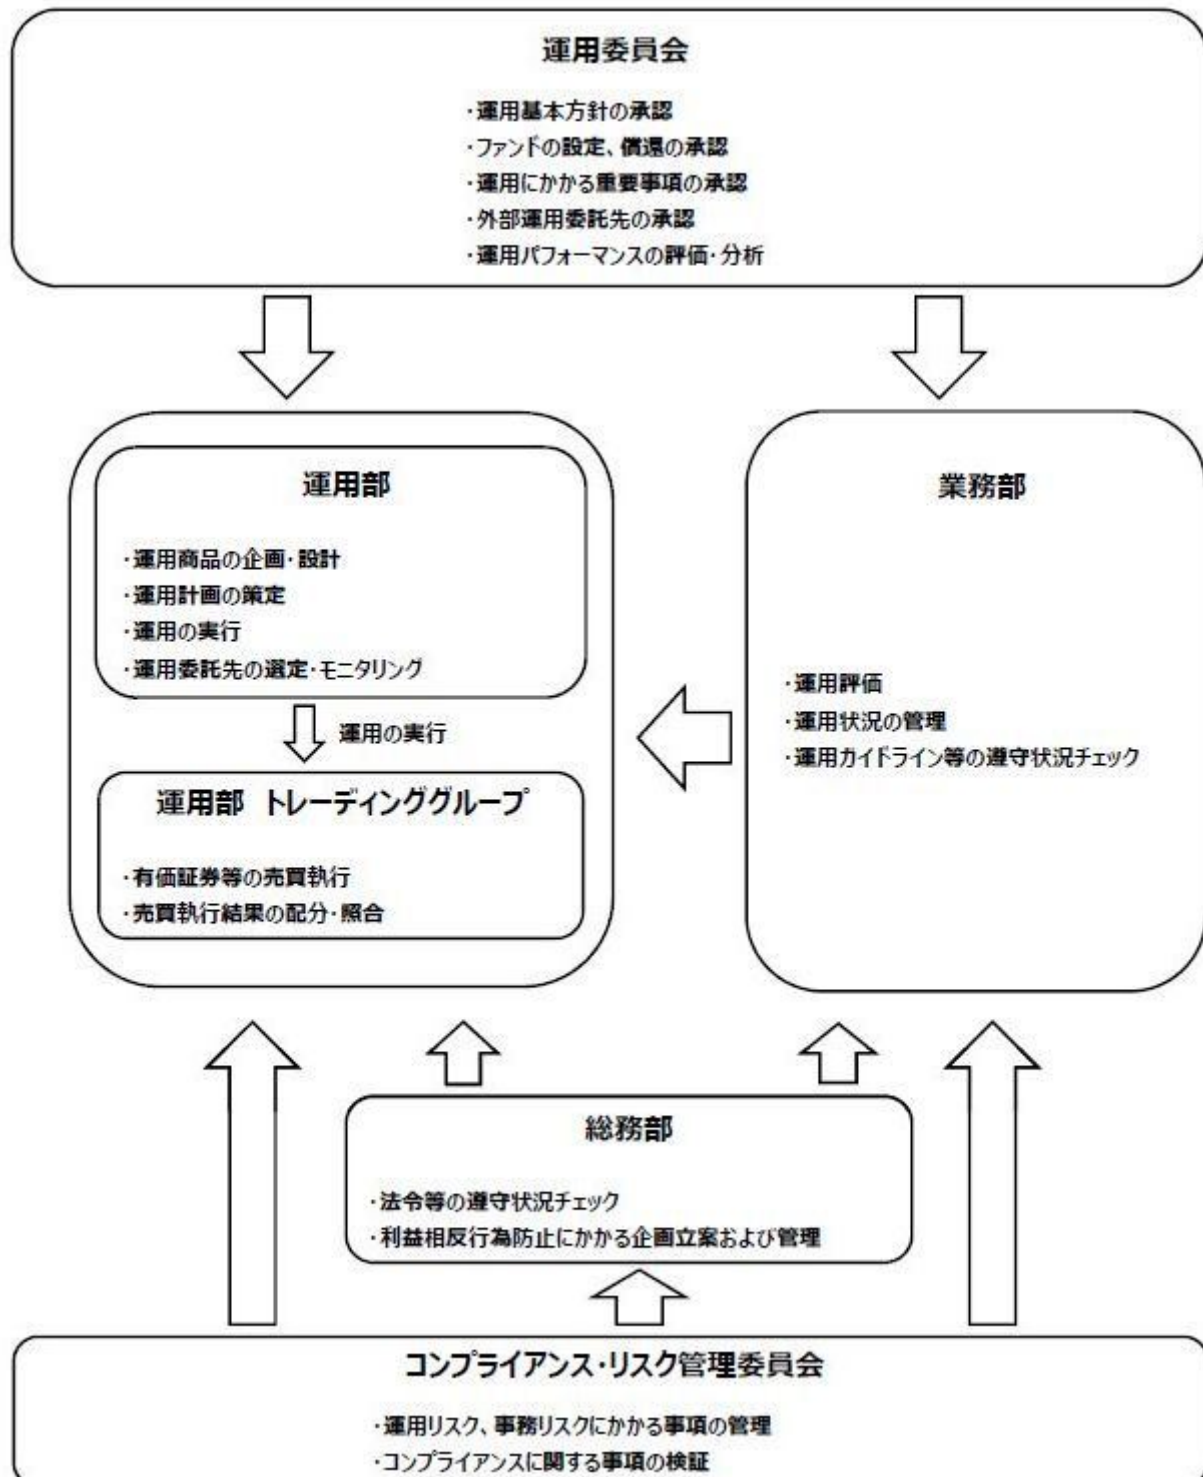 運用委員会
・運用基本方針の承認
・ファンドの設定、償還の承認
・運用にかかる重要事項の承認
・外部運用委託先の承認
・運用パフォーマンスの評価・分析
運用部
・運用商品の企画・設計
・運用計画の策定
・運用の実行
・運用委託先の選定・モニタリング
運用の実行
運用部 トレーディンググループ
・有価証券等の売買執行
・売買執行結果の配分・照合
業務部
・運用評価
・運用状況の管理
・運用ガイドライン等の遵守状況チェック
総務部
・法令等の遵守状況チェック
・利益相反行為防止にかかる企画立案および管理
コンプライアンス・リスク管理委員会
・運用リスク、事務リスクにかかる事項の管理
・コンプライアンスに関する事項の検証